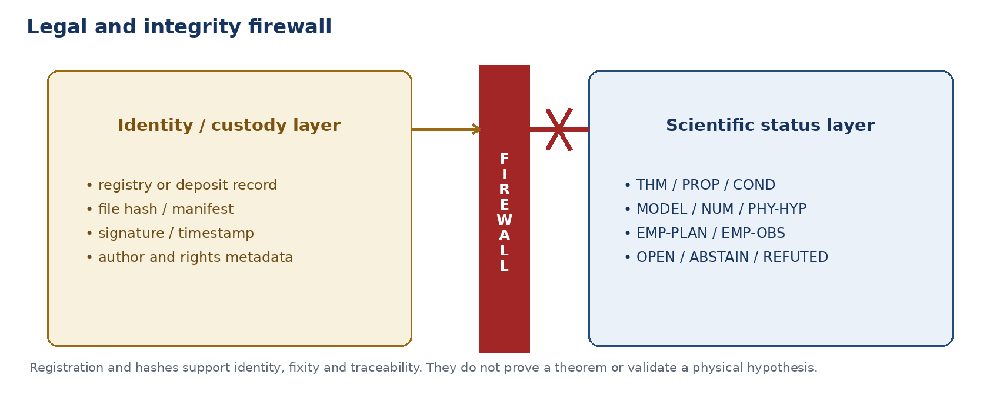 Legal and integrity firewall
Identity / custody layer
• registry or deposit record
• file hash / manifest
• signature / timestamp
• author and rights metadata
F
I
R
E
W
A
L
L
Scientific status layer
• THM / PROP / COND
• MODEL / NUM / PHY-HYP
• EMP-PLAN / EMP-OBS
• OPEN / ABSTAIN / REFUTED
Registration and hashes support identity, fixity and traceability. They do not prove a theorem or validate a physical hypothesis.